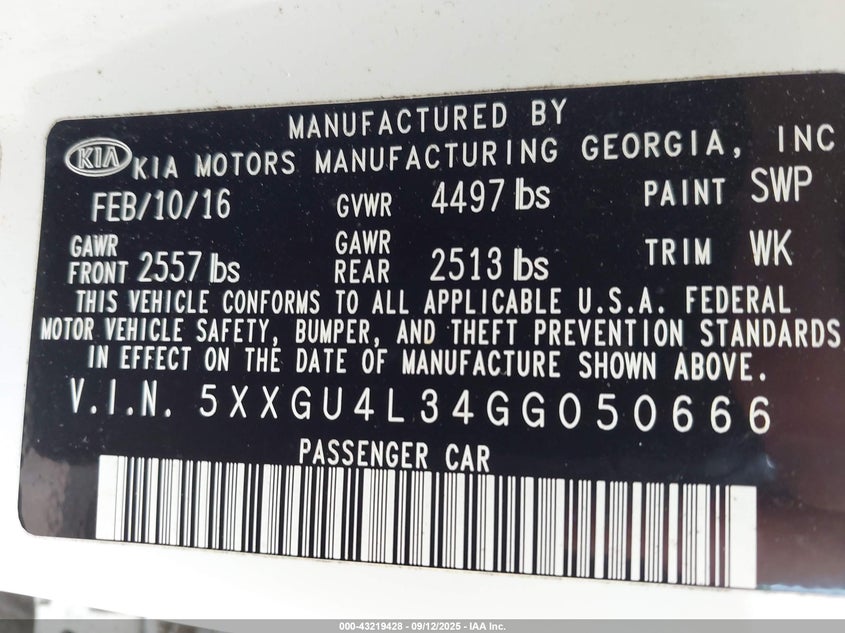 MANUFACTURED BY
KIA KIA MOTORS MANUFACTURING GEORGIA, INC
FEB/10/16 GVWR 4497 lbs PAINT SWP
GAWR FRONT 2557 lbs GAWR REAR 2513 lbs TRIM WK
THIS VEHICLE CONFORMS TO ALL APPLICABLE U.S.A. FEDERAL
MOTOR VEHICLE SAFETY, BUMPER, AND THEFT PREVENTION STANDARDS
IN EFFECT ON THE DATE OF MANUFACTURE SHOWN ABOVE.
V.I.N. 5XXGU4L34GG050666
PASSENGER CAR
000-43219428 - 09/12/2025 - IAA Inc.